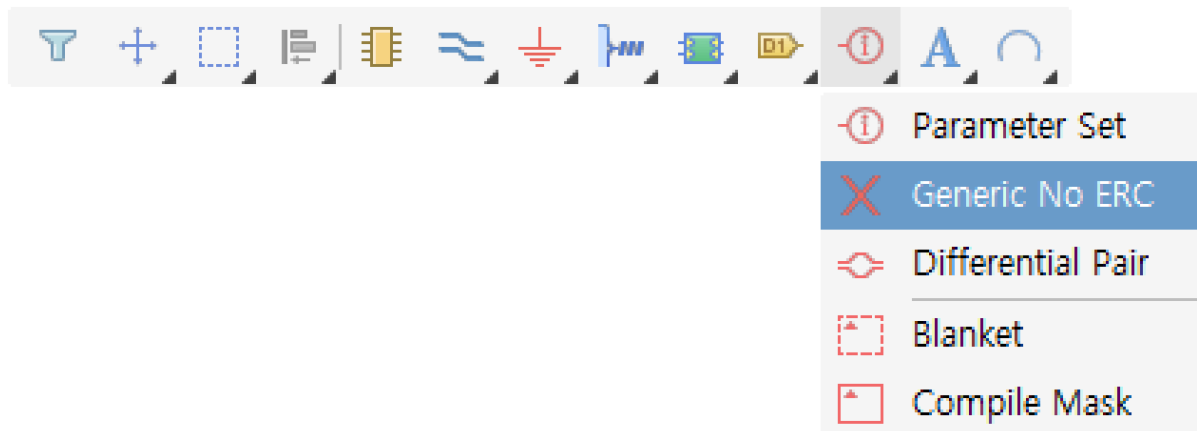 D1
A
Parameter Set
Generic No ERC
Differential Pair
Blanket
Compile Mask